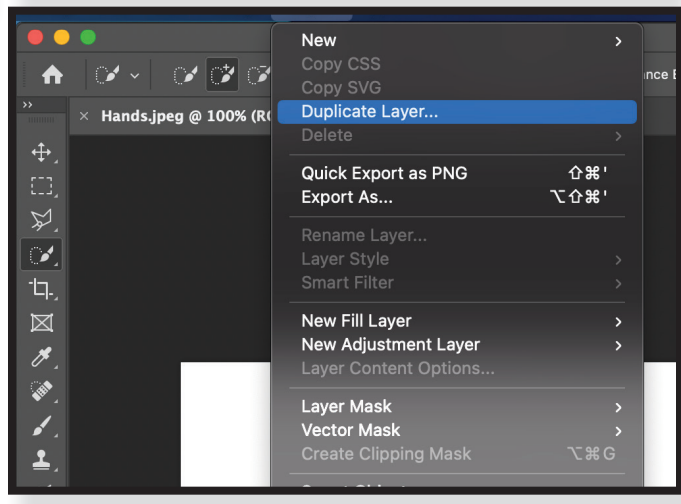 New
Copy CSS
Copy SVG
nce
Duplicate Layer...
Hands.jpeg @ 100% (R
Delete
Quick Export as PNG ⇧⌘'
Export As... ⌥⇧⌘'
Rename Layer...
Layer Style
Smart Filter
New Fill Layer
New Adjustment Layer
Layer Content Options...
Layer Mask
Vector Mask
Create Clipping Mask ⌥⌘G